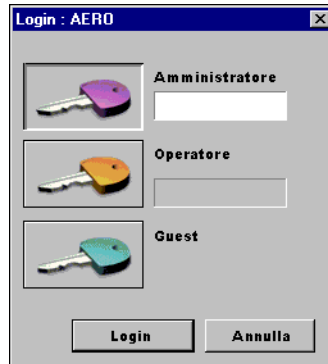 Login : AERO
Amministratore
Operatore
Guest
Login
Annulla